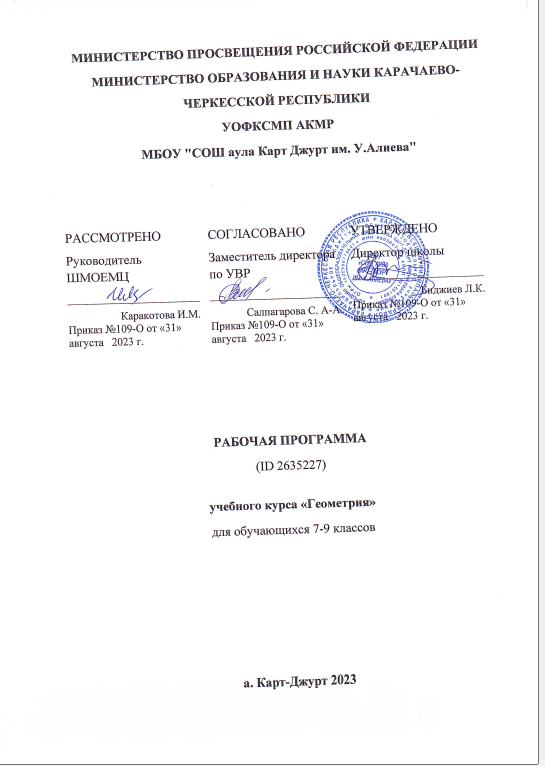 МИНИСТЕРСТВО ПРОСВЕЩЕНИЯ РОССИЙСКОЙ ФЕДЕРАЦИИ
МИНИСТЕРСТВО ОБРАЗОВАНИЯ И НАУКИ КАРАЧАЕВО-
ЧЕРКЕССКОЙ РЕСПУБЛИКИ
УОФКСМП АКМР
МБОУ "СОШ аула Карт Джурт им. У.Алиева"
РАССМОТРЕНО
Руководитель
ШМОЕМЦ
Каракотова И.М.
Приказ №109-О от «31»
августа 2023 г.
СОГЛАСОВАНО
Заместитель директора
по УВР
Салпагарова С. А-А
Приказ №109-О от «31»
августа 2023 г.
УТВЕРЖДЕНО
Директор школы
Биджиев Л.К.
Приказ №109-О от «31»
августа 2023 г.
РАБОЧАЯ ПРОГРАММА
(ID 2635227)
учебного курса «Геометрия»
для обучающихся 7-9 классов
а. Карт-Джурт 2023